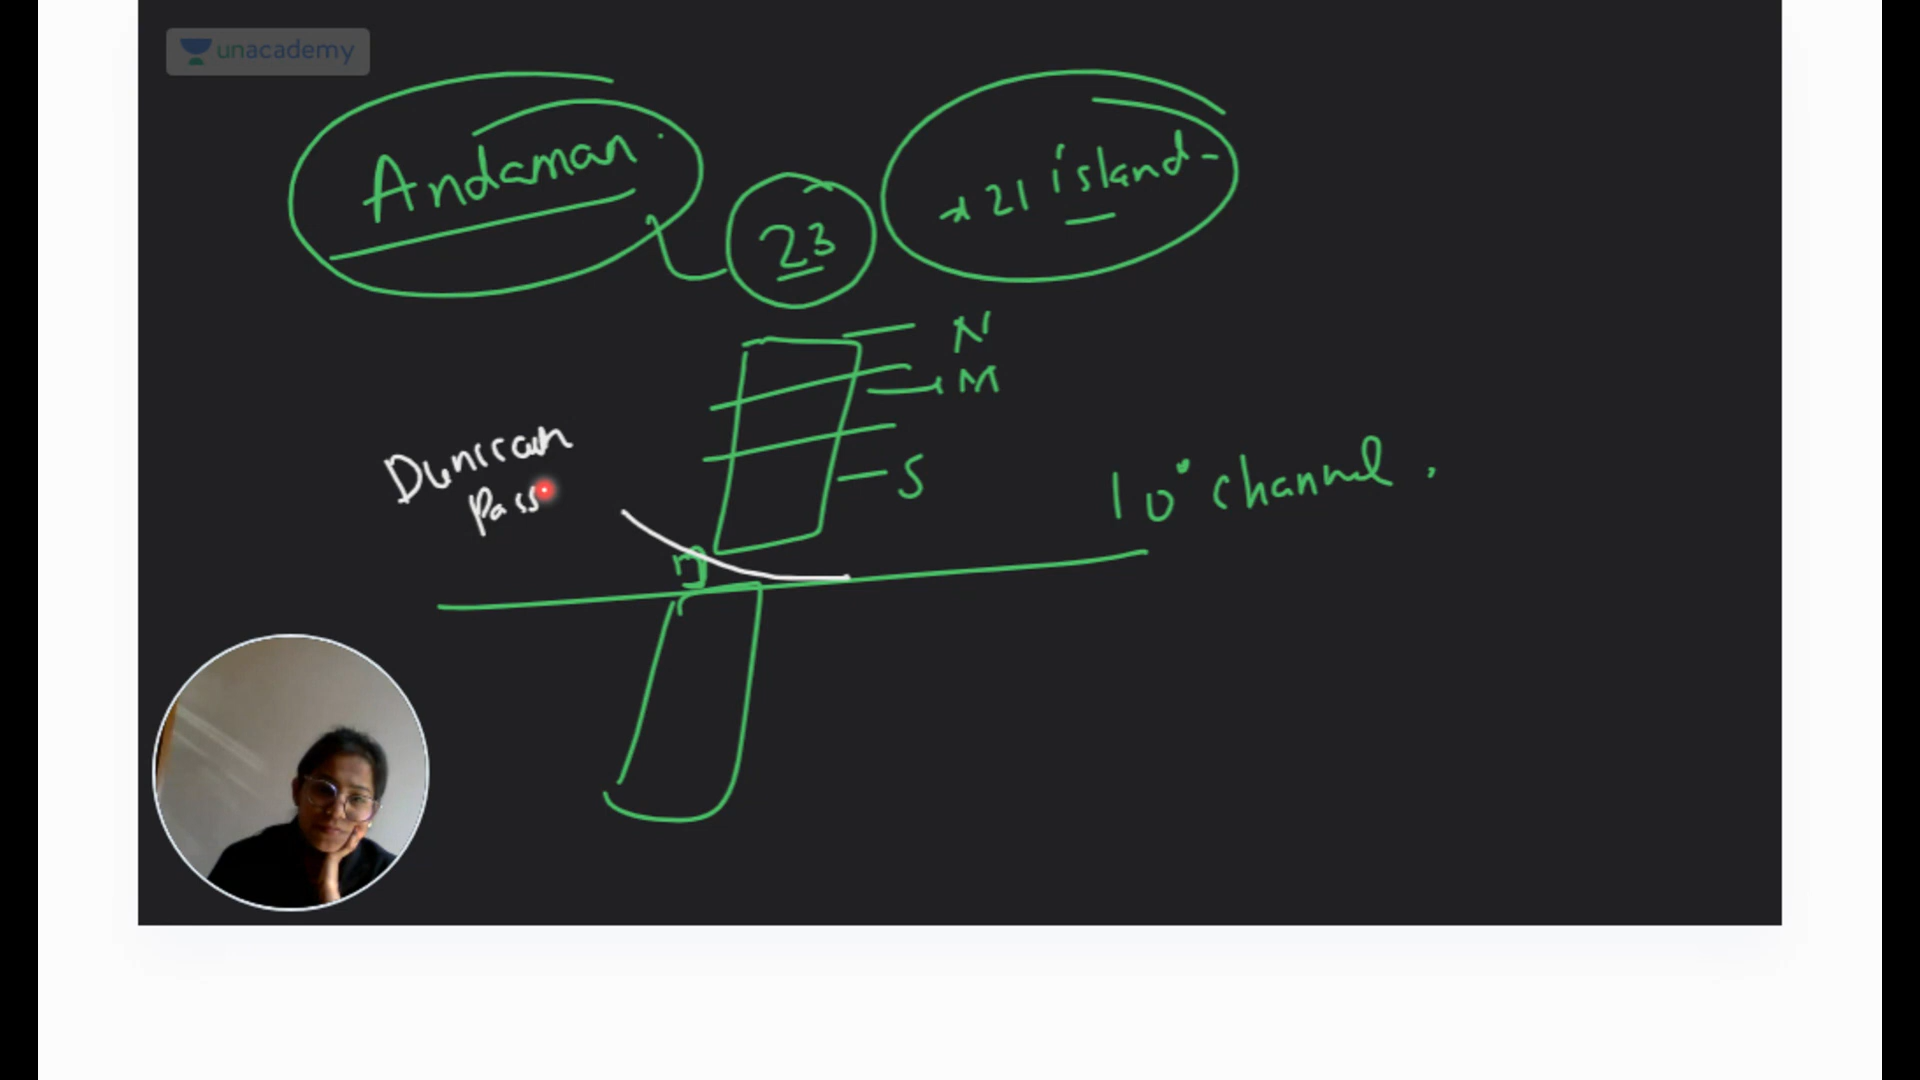 unacademy
Andaman
23
21 island
N
M
S
Duncan
Pass
10° channel.